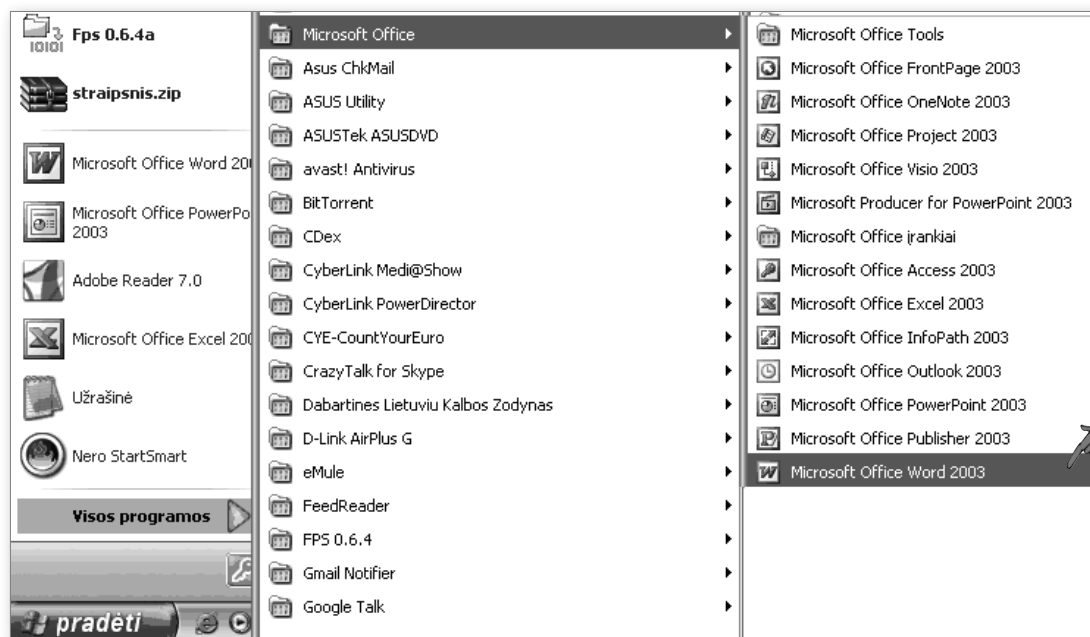 Fps 0.6.4a
straipsnis.zip
Microsoft Office Word 200
Microsoft Office PowerPo
2003
Adobe Reader 7.0
Microsoft Office Excel 200
Užrašinė
Nero StartSmart
Visos programos
pradėti
Microsoft Office
Asus ChkMail
ASUS Utility
ASUSTek ASUSDVD
avast! Antivirus
BitTorrent
CDex
CyberLink Medi@Show
CyberLink PowerDirector
CYE-CountYourEuro
CrazyTalk for Skype
Dabartines Lietuviu Kalbos Zodynas
D-Link AirPlus G
eMule
FeedReader
FPS 0.6.4
Gmail Notifier
Google Talk
Microsoft Office Tools
Microsoft Office FrontPage 2003
Microsoft Office OneNote 2003
Microsoft Office Project 2003
Microsoft Office Visio 2003
Microsoft Producer for PowerPoint 2003
Microsoft Office įrankiai
Microsoft Office Access 2003
Microsoft Office Excel 2003
Microsoft Office InfoPath 2003
Microsoft Office Outlook 2003
Microsoft Office PowerPoint 2003
Microsoft Office Publisher 2003
Microsoft Office Word 2003